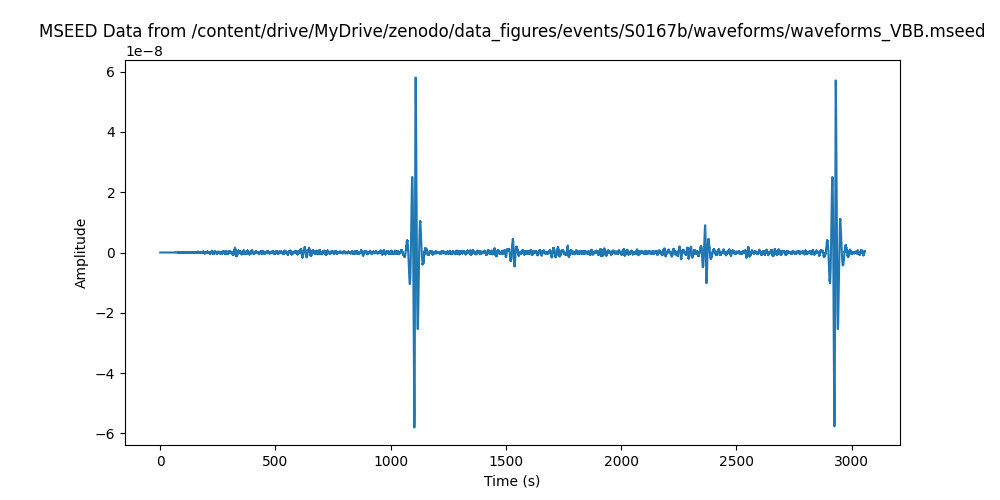 MSEED Data from /content/drive/MyDrive/zenodo/data_figures/events/S0167b/waveforms/waveforms_VBB.mseed
1e−8
6
4
2
0
−2
−4
−6
Amplitude
0 500 1000 1500 2000 2500 3000
Time (s)